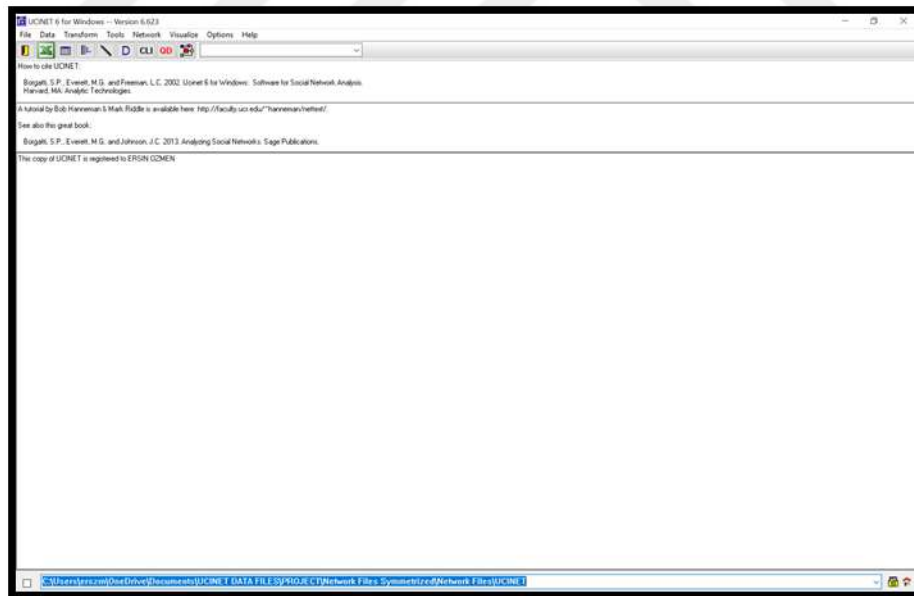 UCINET 6 for Windows -- Version 6.623
File Data Transform Tools Network Visualize Options Help
D CLI QD
How to cite UCINET:
Borgatti, S.P., Everett, M.G. and Freeman, L.C. 2002. Ucinet 6 for Windows: Software for Social Network Analysis.
Harvard, MA: Analytic Technologies.
A tutorial by Bob Hanneman & Mark Riddle is available here: http://faculty.ucr.edu/~hanneman/nettext/.
See also this great book:
Borgatti, S.P., Everett, M.G. and Johnson, J.C. 2013. Analyzing Social Networks. Sage Publications.
This copy of UCINET is registered to ERSIN OZMEN
C:\Users\erozm\OneDrive\Documents\UCINET DATA FILES\PROJECT\Network Files Symmetrized\Network Files\UCINET